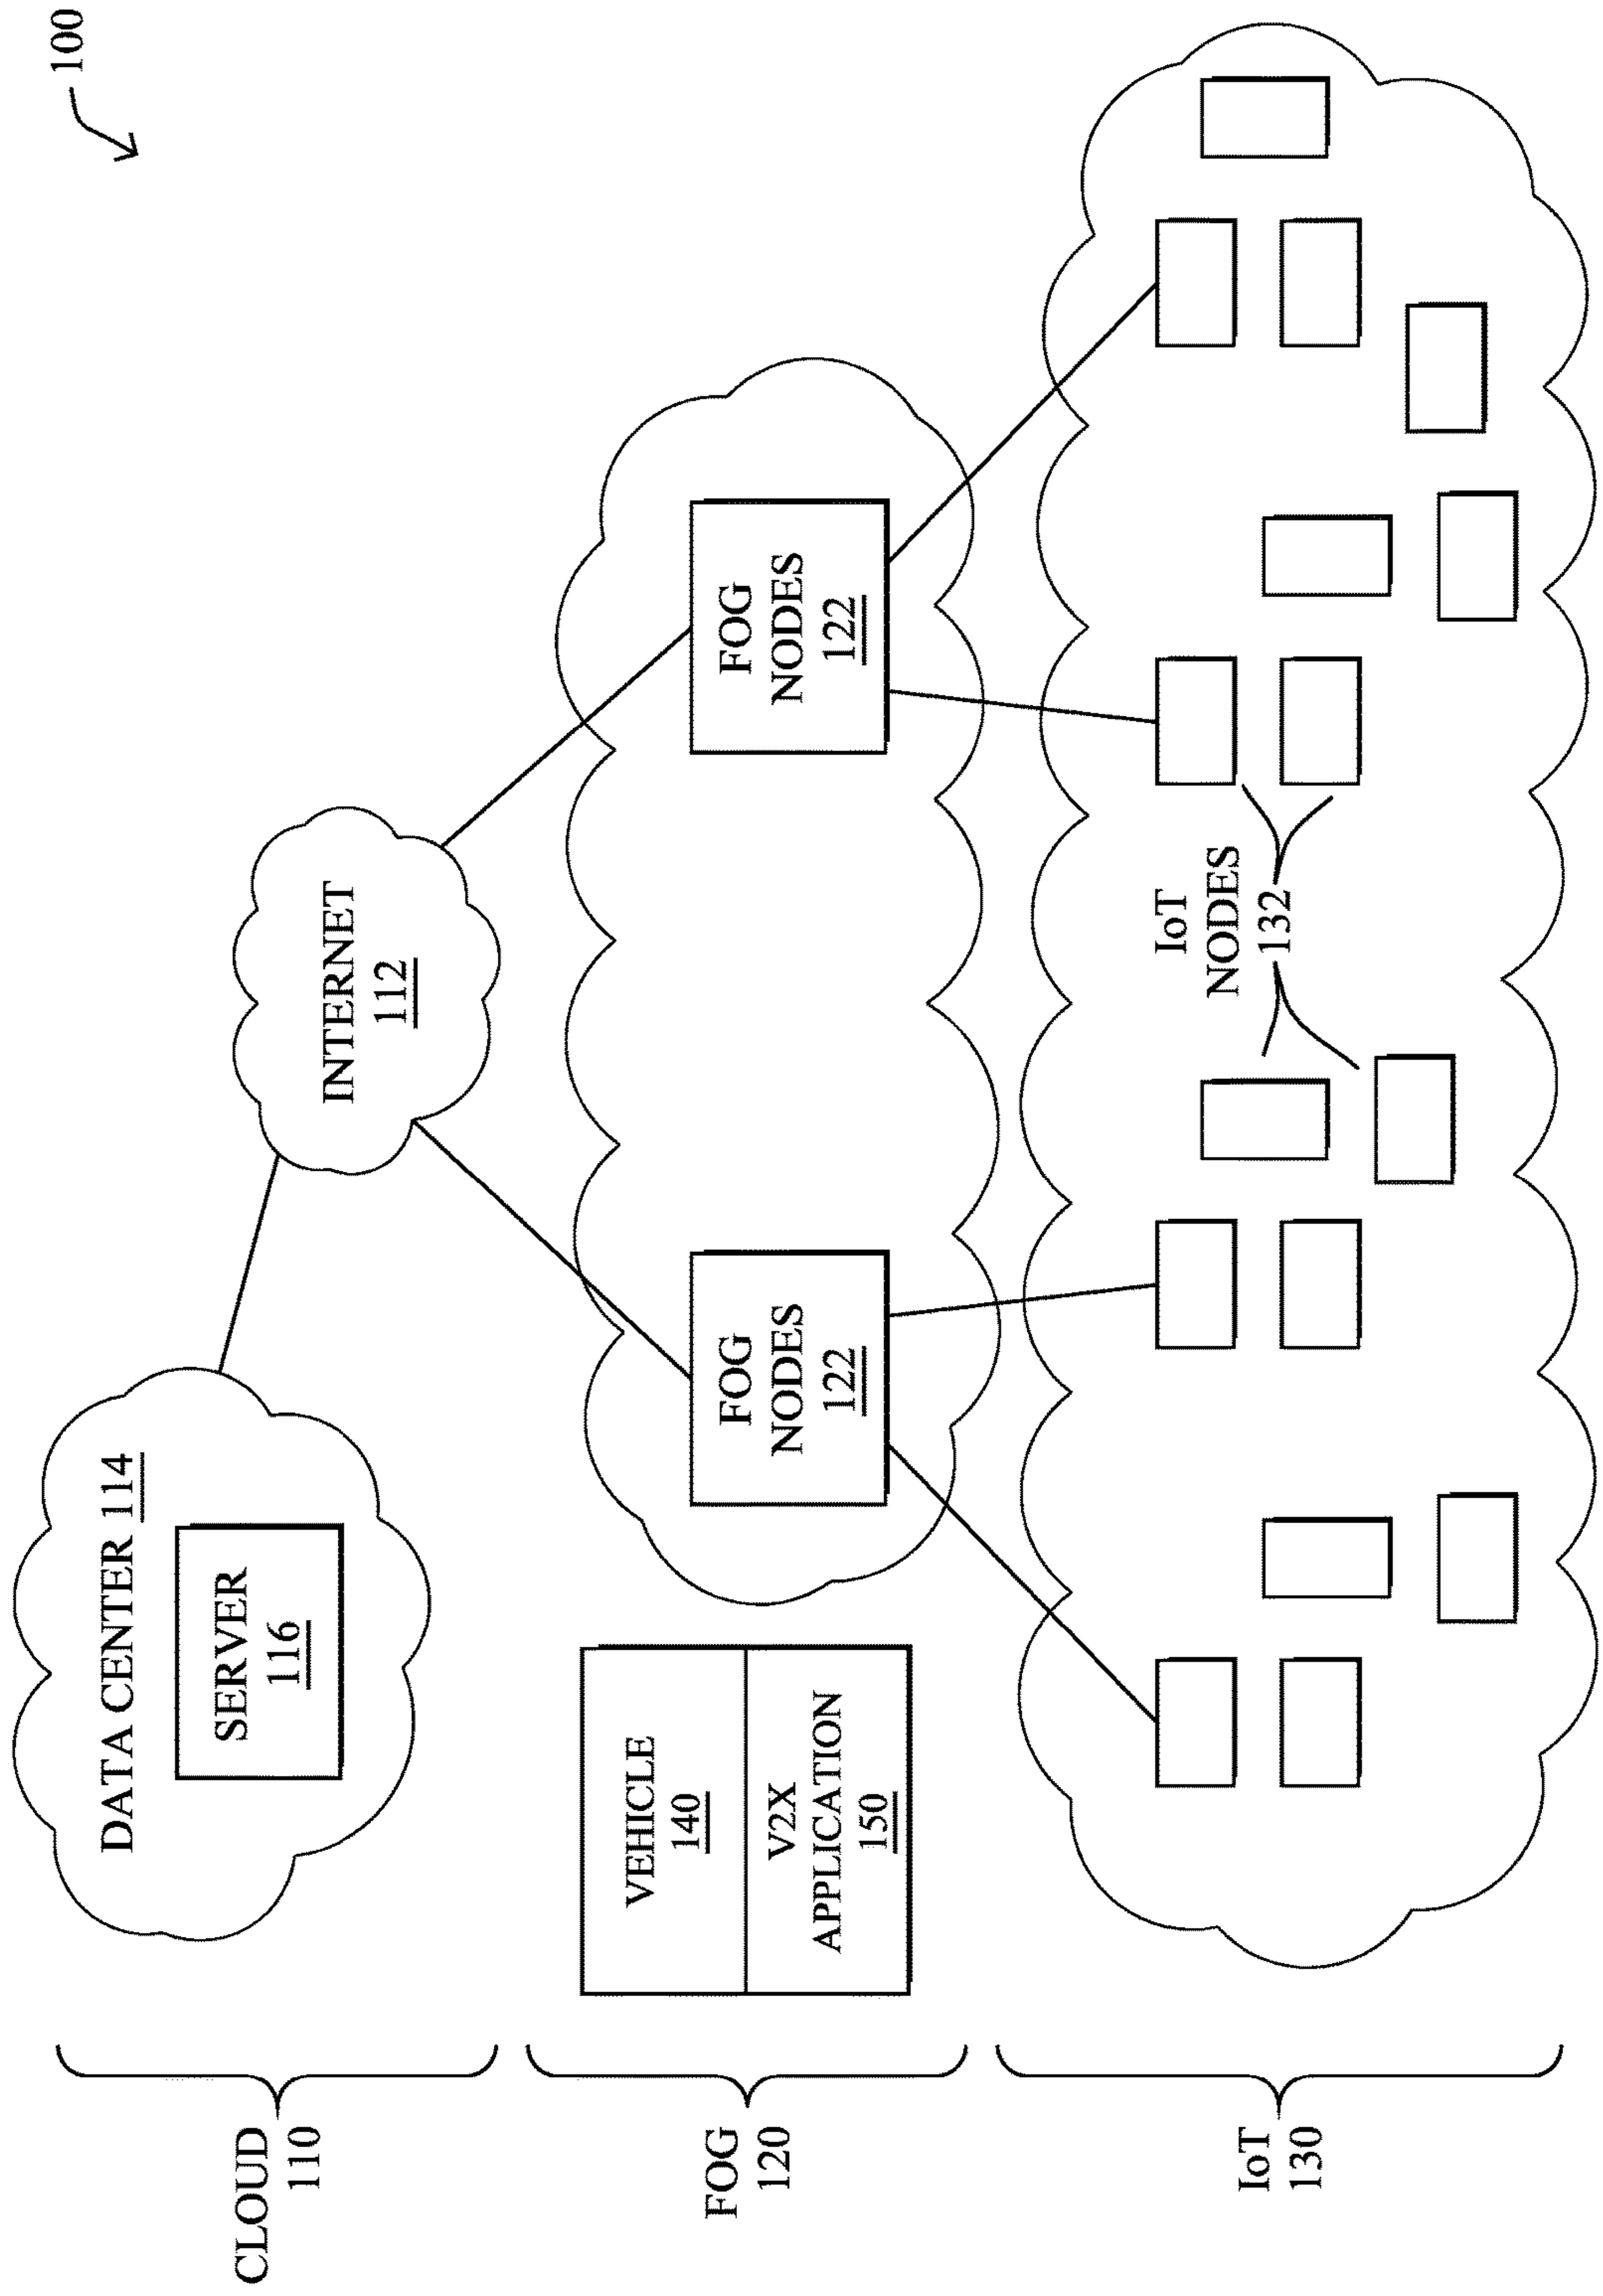 100
CLOUD
110
DATA CENTER 114
SERVER
116
INTERNET
112
FOG
120
VEHICLE
140
V2X
APPLICATION
150
FOG
NODES
122
FOG
NODES
122
IoT
130
IoT
NODES
132